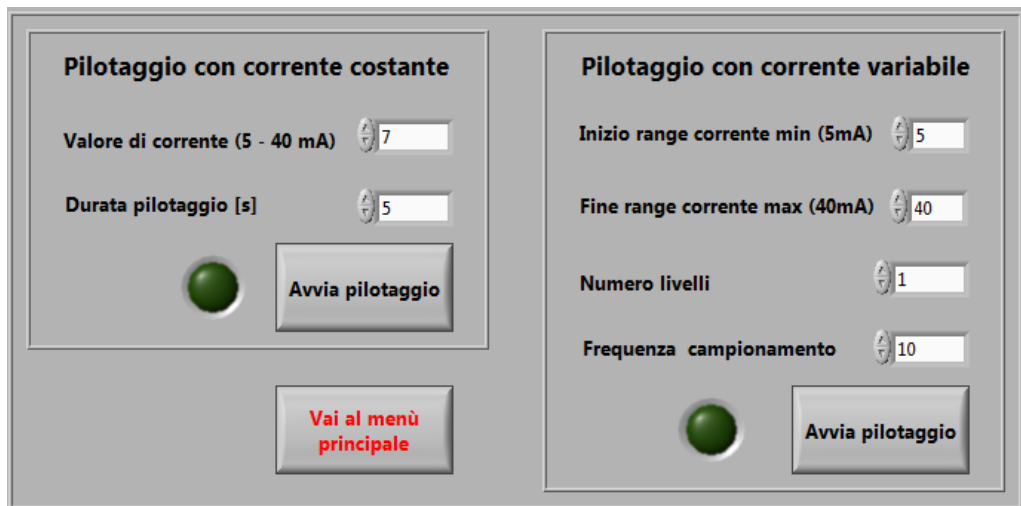 Pilotaggio con corrente costante
Valore di corrente (5 - 40 mA) 7
Durata pilotaggio [s] 5
Avvia pilotaggio
Vai al menù
principale
Pilotaggio con corrente variabile
Inizio range corrente min (5mA) 5
Fine range corrente max (40mA) 40
Numero livelli 1
Frequenza campionamento 10
Avvia pilotaggio